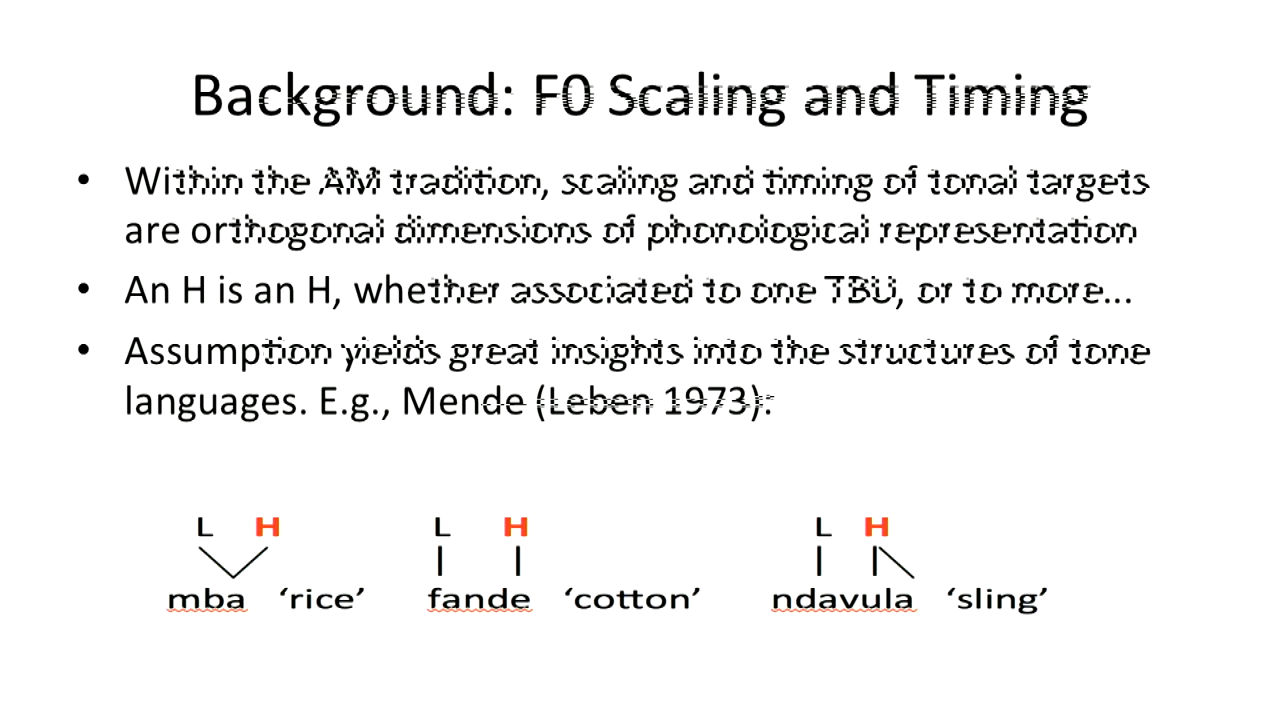 Background: F0 Scaling and Timing
• Within the AM tradition, scaling and timing of tonal targets
are orthogonal dimensions of phonological representation
• An H is an H, whether associated to one TBU, or to more...
• Assumption yields great insights into the structures of tone
languages. E.g., Mende (Leben 1973):
L H L H L H
mba ‘rice’ fande ‘cotton’ ndavula ‘sling’